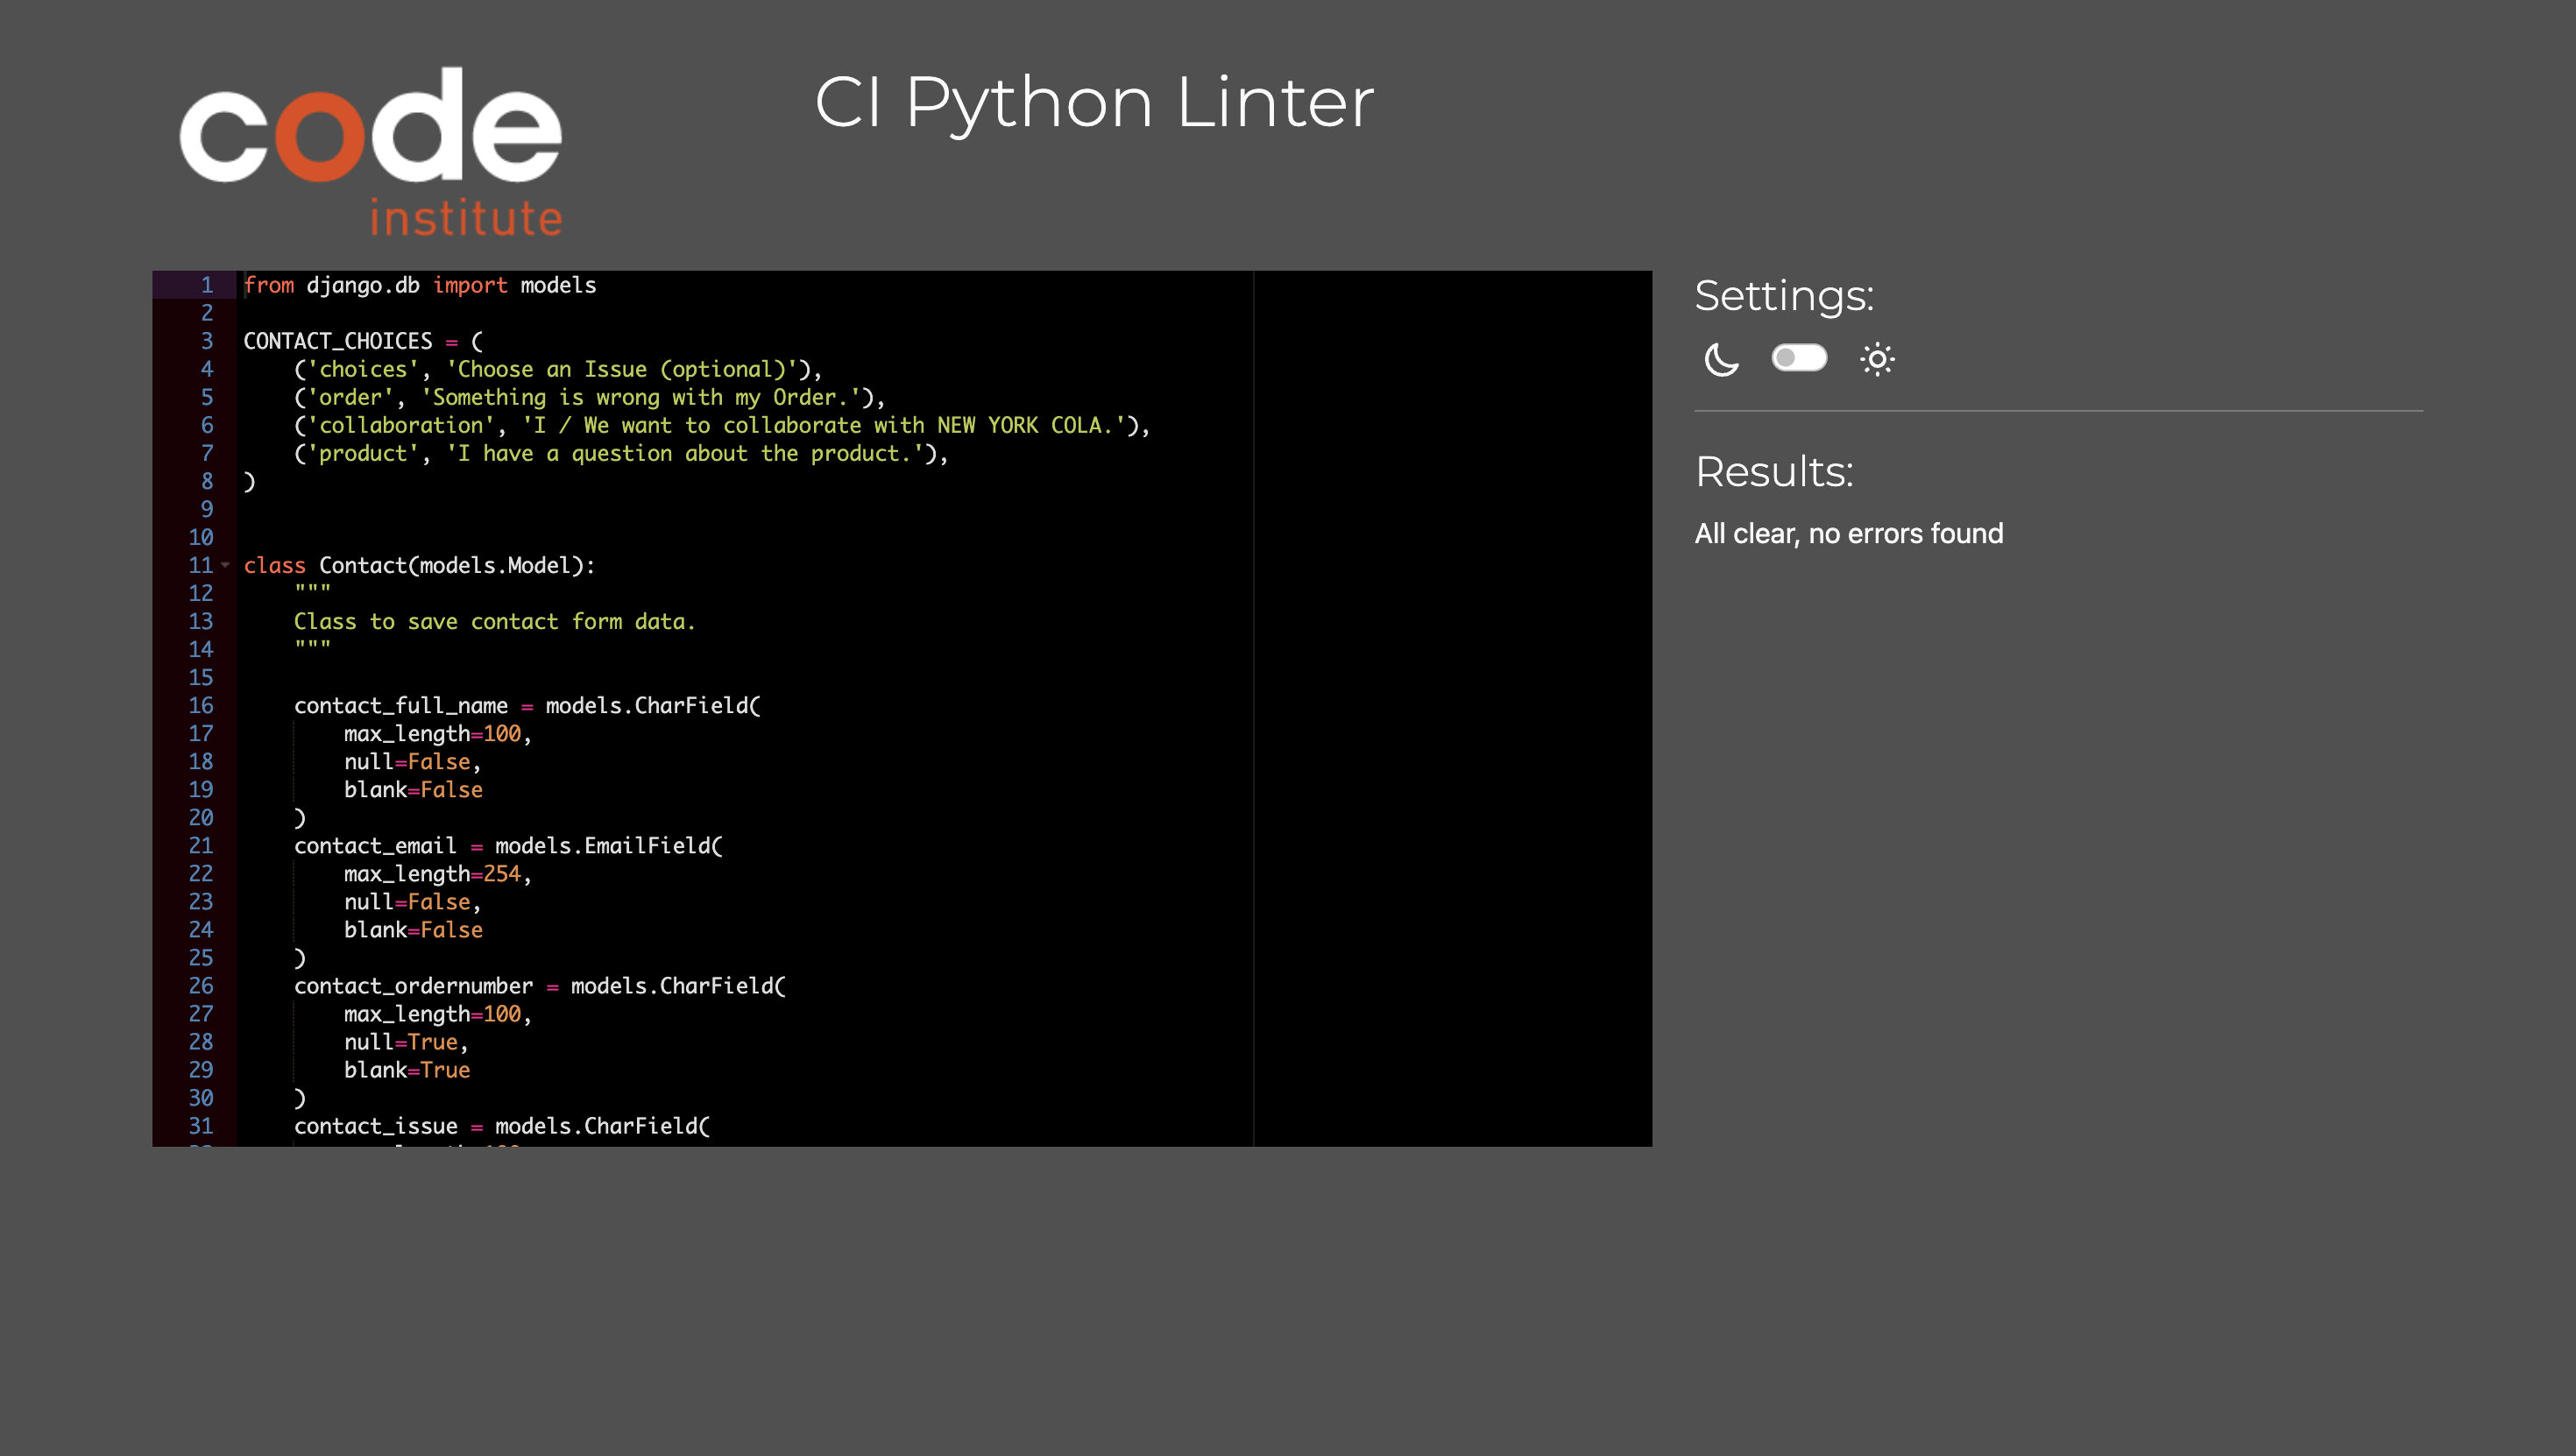 code
institute
CI Python Linter
1 from django.db import models
2
3 CONTACT_CHOICES = (
4     ('choices', 'Choose an Issue (optional)'),
5     ('order', 'Something is wrong with my Order.'),
6     ('collaboration', 'I / We want to collaborate with NEW YORK COLA.'),
7     ('product', 'I have a question about the product.'),
8 )
9
10
11 class Contact(models.Model):
12     """
13     Class to save contact form data.
14     """
15
16     contact_full_name = models.CharField(
17         max_length=100,
18         null=False,
19         blank=False
20     )
21     contact_email = models.EmailField(
22         max_length=254,
23         null=False,
24         blank=False
25     )
26     contact_ordernumber = models.CharField(
27         max_length=100,
28         null=True,
29         blank=True
30     )
31     contact_issue = models.CharField(
Settings:
Results:
All clear, no errors found